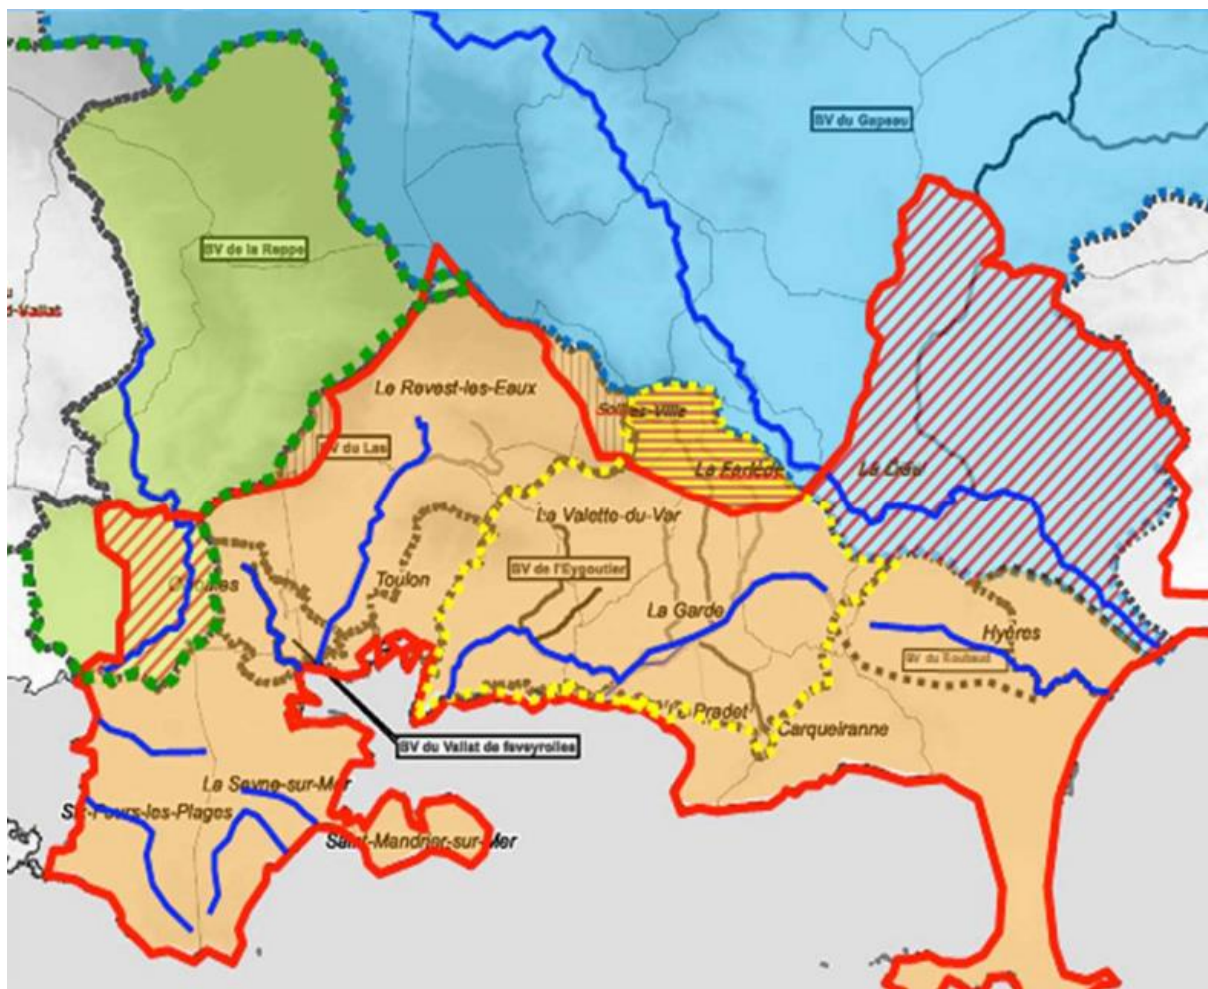 BV du Gapeau
BV de la Reppe
d-Vallat
Le Revest-les-Eaux
Solliès-Ville
BV du Las
La Farlède
La Crau
La Valette-du-Var
BV de l'Eygoutier
Toulon
Ollioules
La Garde
Hyères
BV du Roubaud
Le Pradet
Carqueiranne
BV du Vallat de faveyrolles
La Seyne-sur-Mer
Six-Fours-les-Plages
Saint-Mandrier-sur-Mer